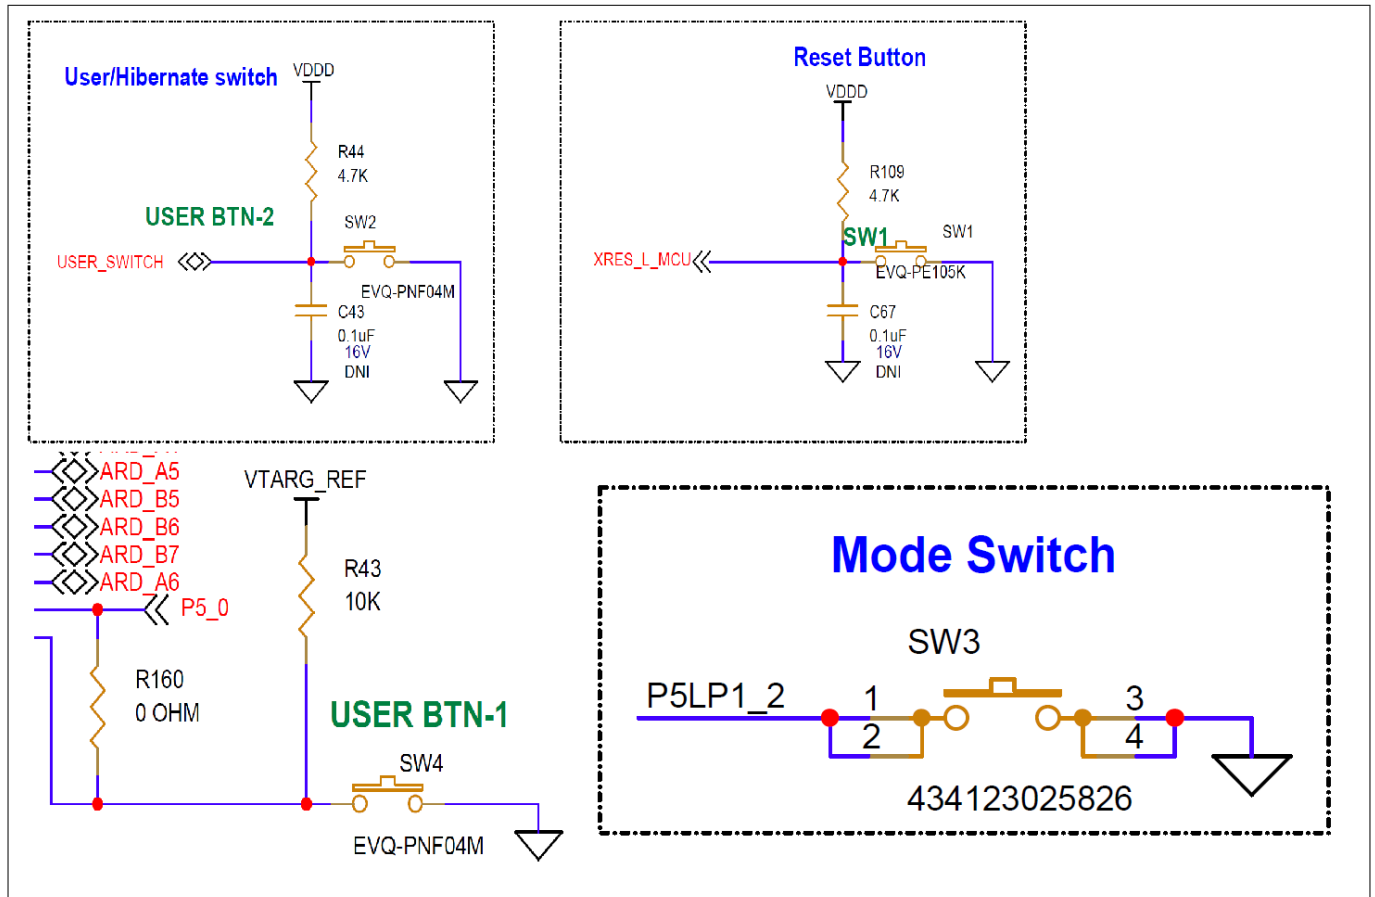 User/Hibernate switch
VDDD
R44
4.7K
USER BTN-2
SW2
USER_SWITCH
EVQ-PNF04M
C43
0.1uF
16V
DNI
Reset Button
VDDD
R109
4.7K
SW1
SW1
XRES_L_MCU
EVQ-PE105K
C67
0.1uF
16V
DNI
ARD_A5
ARD_B5
ARD_B6
ARD_B7
ARD_A6
P5_0
R160
0 OHM
VTARG_REF
R43
10K
USER BTN-1
SW4
EVQ-PNF04M
Mode Switch
SW3
P5LP1_2
1
2
3
4
434123025826